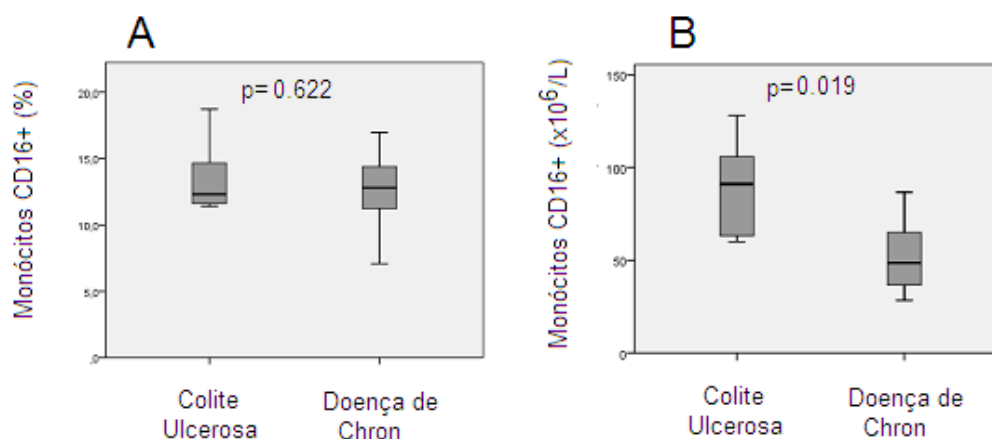 A
Monócitos CD16+ (%)
20,0
15,0
10,0
5,0
,0
p= 0.622
Colite
Ulcerosa
Doença de
Chron
B
Monócitos CD16+ (x10⁶/L)
150
100
50
0
p=0.019
Colite
Ulcerosa
Doença de
Chron